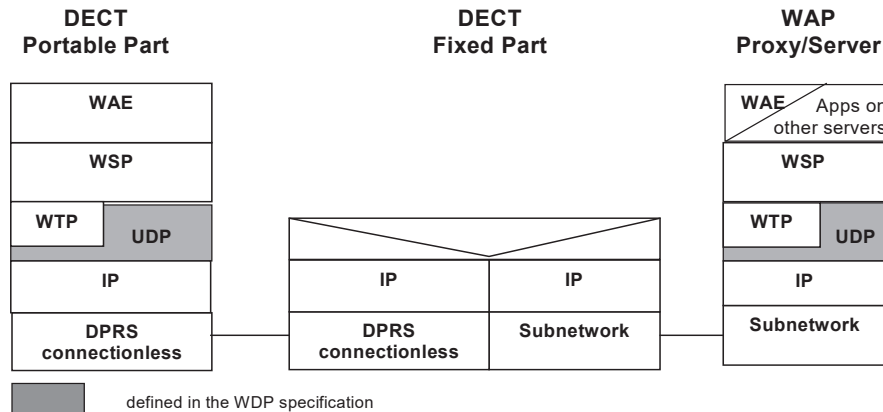 DECT
Portable Part
DECT
Fixed Part
WAP
Proxy/Server
WAE
WAE
Apps on
other servers
WSP
WSP
WTP
UDP
WTP
UDP
IP
IP
IP
IP
DPRS
connectionless
DPRS
connectionless
Subnetwork
Subnetwork
defined in the WDP specification